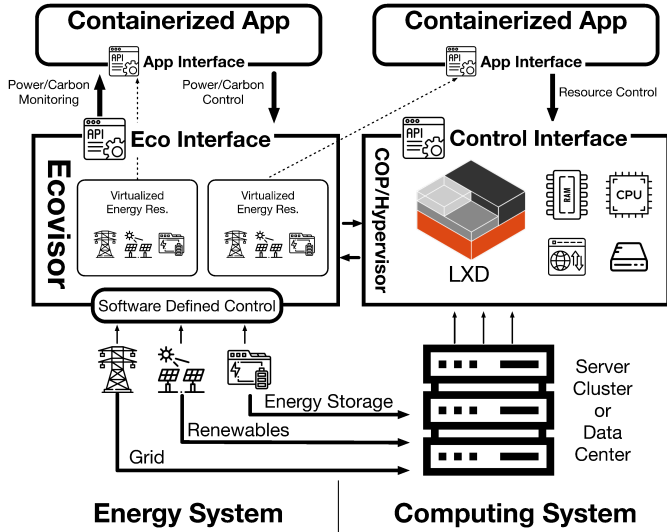 Containerized App
API
App Interface
Containerized App
API
App Interface
Power/Carbon
Monitoring
Power/Carbon
Control
Resource Control
API
Eco Interface
API
Control Interface
Ecovisor
Virtualized
Energy Res.
Virtualized
Energy Res.
COP/Hypervisor
RAM
CPU
LXD
Software Defined Control
Energy Storage
Renewables
Grid
Server
Cluster
or
Data
Center
Energy System
Computing System